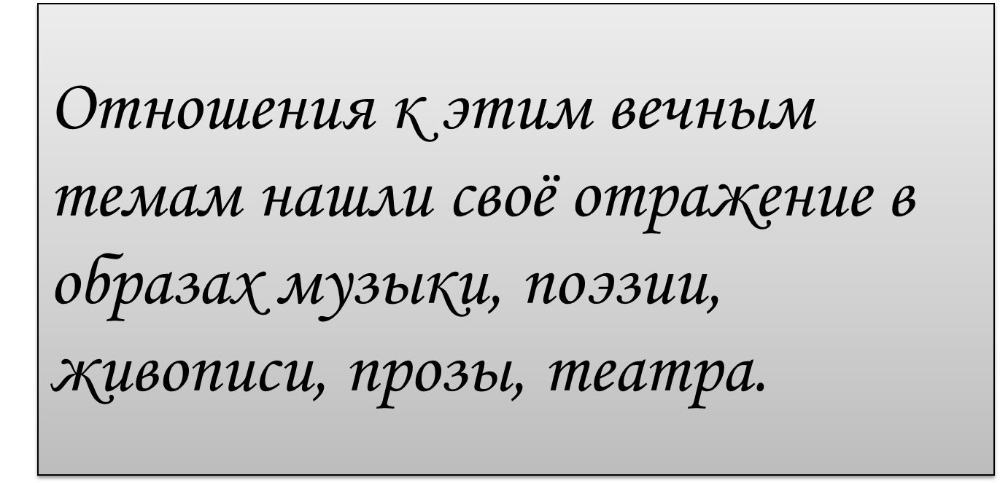 Отношения к этим вечным
темам нашли своё отражение в
образах музыки, поэзии,
живописи, прозы, театра.